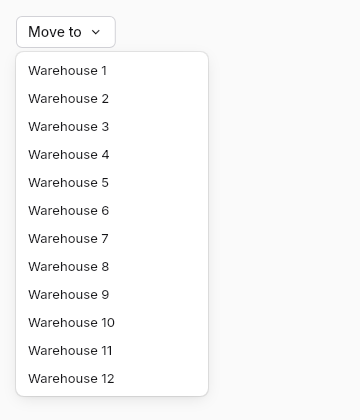 Move to
Warehouse 1
Warehouse 2
Warehouse 3
Warehouse 4
Warehouse 5
Warehouse 6
Warehouse 7
Warehouse 8
Warehouse 9
Warehouse 10
Warehouse 11
Warehouse 12